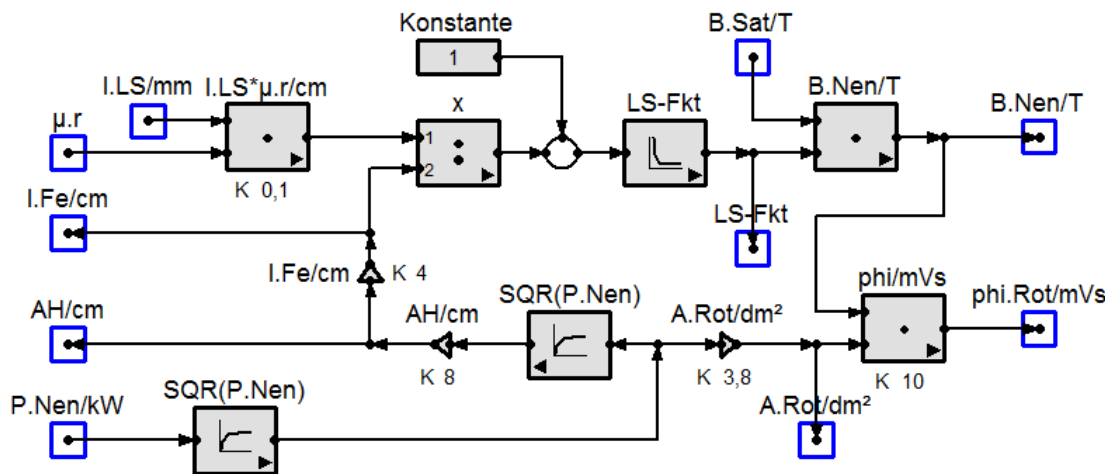 Konstante
B.Sat/T
1
I.LS/mm
I.LS*µ.r/cm
x
LS-Fkt
B.Nen/T
B.Nen/T
µ.r
1
2
K 0,1
I.Fe/cm
LS-Fkt
I.Fe/cm
K 4
phi/mVs
AH/cm
AH/cm
SQR(P.Nen)
A.Rot/dm²
phi.Rot/mVs
K 8
K 3,8
K 10
P.Nen/kW
SQR(P.Nen)
A.Rot/dm²